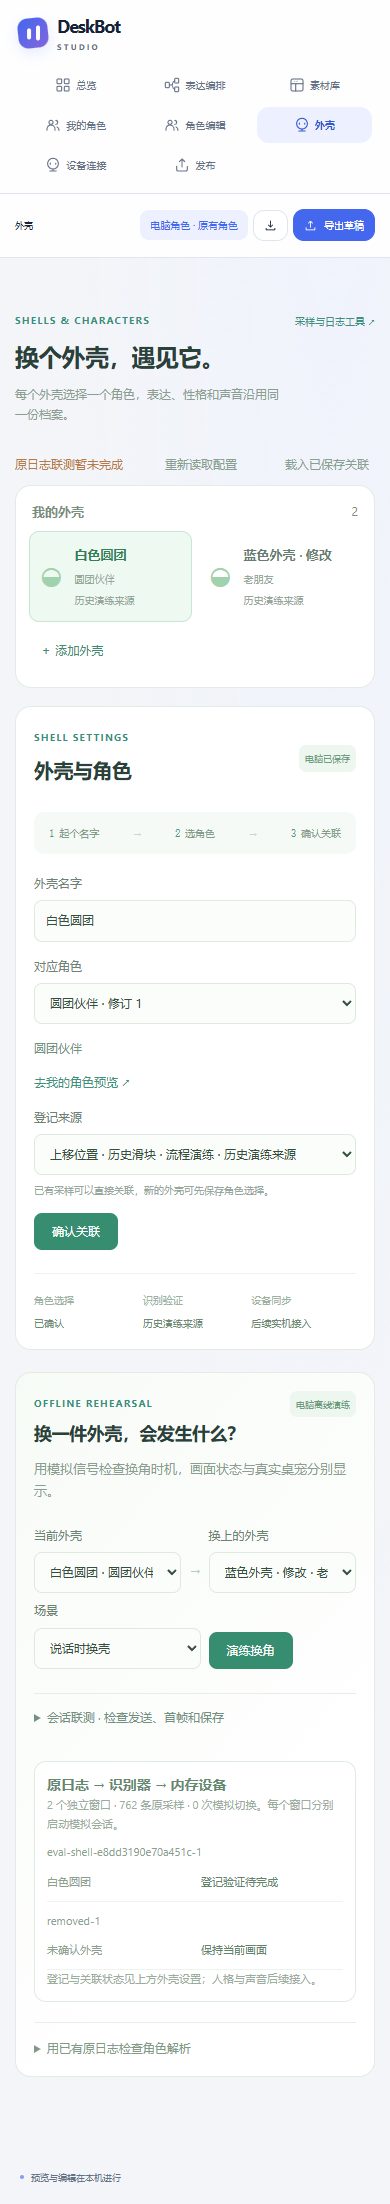 DeskBot
STUDIO
总览
表达编排
素材库
我的角色
角色编辑
外壳
设备连接
发布
外壳
电脑角色 · 原有角色
导出草稿
SHELLS & CHARACTERS
采样与日志工具 ↗
换个外壳，遇见它。
每个外壳选择一个角色，表达、性格和声音沿用同
一份档案。
原日志联测暂未完成
重新读取配置
载入已保存关联
我的外壳
2
白色圆团
圆团伙伴
历史演练来源
蓝色外壳 · 修改
老朋友
历史演练来源
+ 添加外壳
SHELL SETTINGS
外壳与角色
电脑已保存
1 起个名字
→
2 选角色
→
3 确认关联
外壳名字
白色圆团
对应角色
圆团伙伴 · 修订 1
圆团伙伴
去我的角色预览 ↗
登记来源
上移位置 · 历史滑块 · 流程演练 · 历史演练来源
已有采样可以直接关联，新的外壳可先保存角色选择。
确认关联
角色选择
识别验证
设备同步
已确认
历史演练来源
后续实机接入
OFFLINE REHEARSAL
电脑离线演练
换一件外壳，会发生什么？
用模拟信号检查换角时机，画面状态与真实桌宠分别显
示。
当前外壳
换上的外壳
白色圆团 · 圆团伙伴
→
蓝色外壳 · 修改 · 老
场景
说话时换壳
演练换角
▶ 会话联测 · 检查发送、首帧和保存
原日志 → 识别器 → 内存设备
2 个独立窗口 · 762 条原采样 · 0 次模拟切换。每个窗口分别
启动模拟会话。
eval-shell-e8dd3190e70a451c-1
白色圆团
登记验证待完成
removed-1
未确认外壳
保持当前画面
登记与关联状态见上方外壳设置；人格与声音后续接入。
▶ 用已有原日志检查角色解析
预览与编辑在本机进行